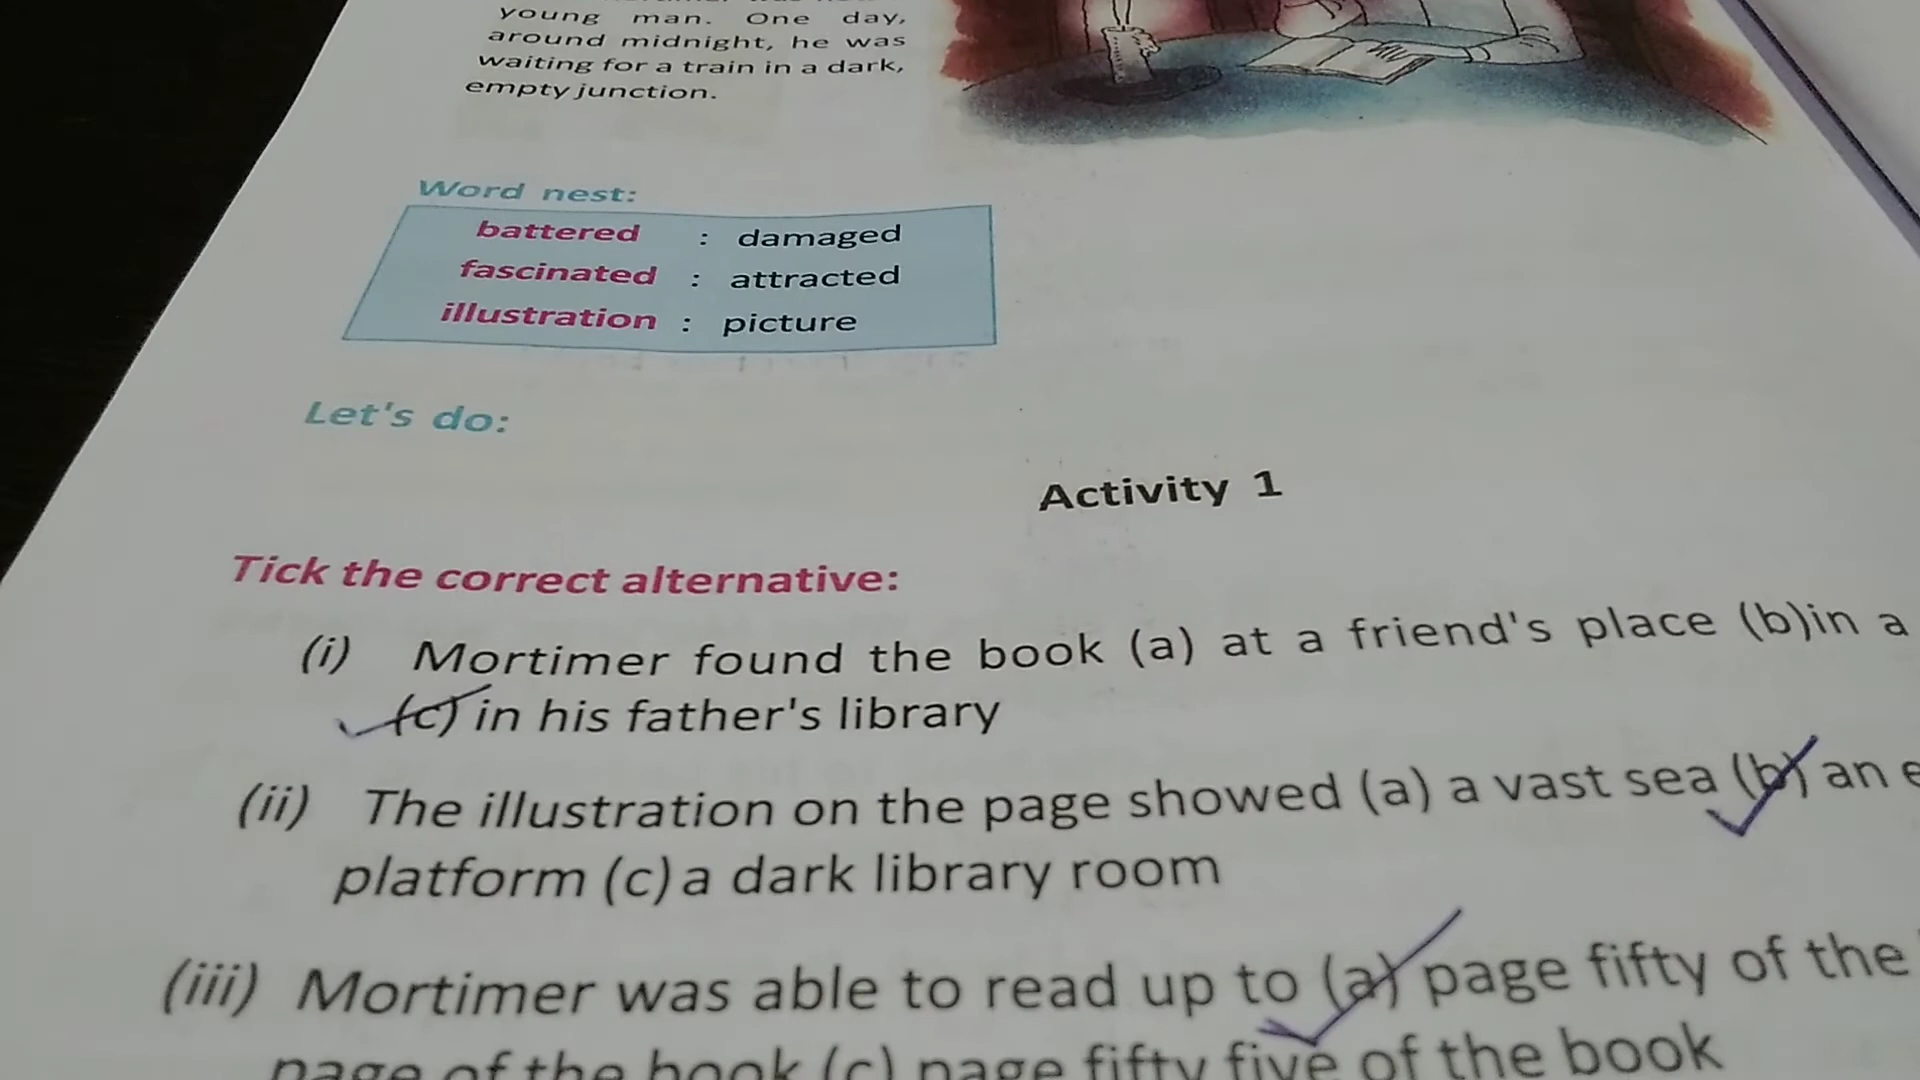 young man. One day,
around midnight, he was
waiting for a train in a dark,
empty junction.
Word nest:
battered : damaged
fascinated : attracted
illustration : picture
Let's do:
Activity 1
Tick the correct alternative:
(i) Mortimer found the book (a) at a friend's place (b)in a
(c) in his father's library
(ii) The illustration on the page showed (a) a vast sea (b) an
platform (c) a dark library room
(iii) Mortimer was able to read up to (a) page fifty of the
page of the book (c) page fifty five of the book